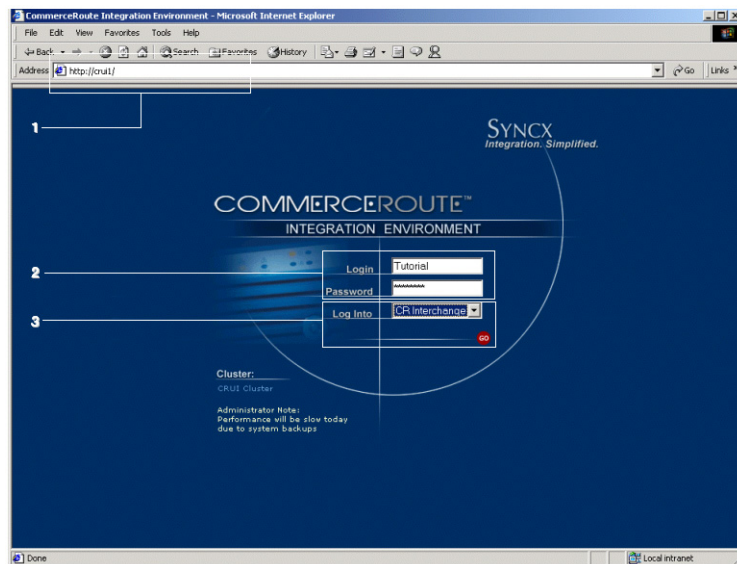 CommerceRoute Integration Environment - Microsoft Internet Explorer
File Edit View Favorites Tools Help
Back Search Favorites History
Address http://crui1/ Go Links
1
SYNCX
Integration. Simplified.
COMMERCEROUTE™
INTEGRATION ENVIRONMENT
2
Login Tutorial
Password ********
3
Log Into CR Interchange
GO
Cluster:
CRUI Cluster
Administrator Note:
Performance will be slow today
due to system backups
Done Local intranet